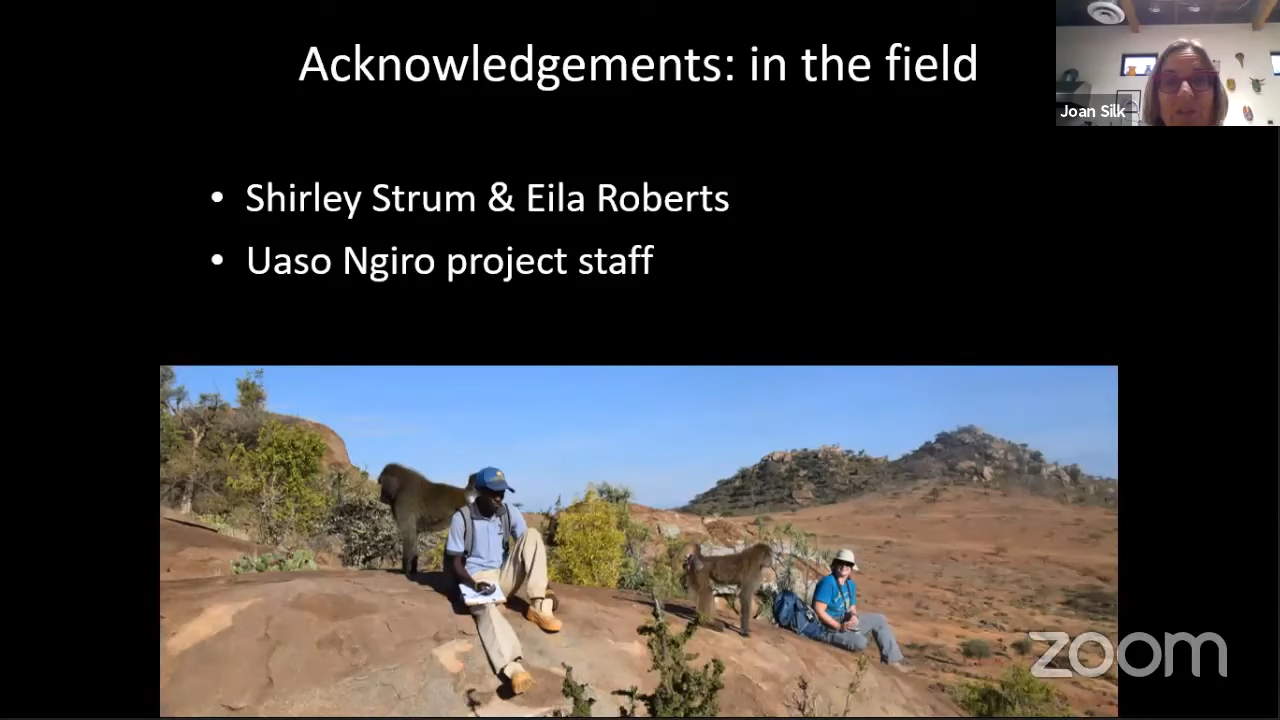 Acknowledgements: in the field
Joan Silk
• Shirley Strum & Eila Roberts
• Uaso Ngiro project staff
zoom